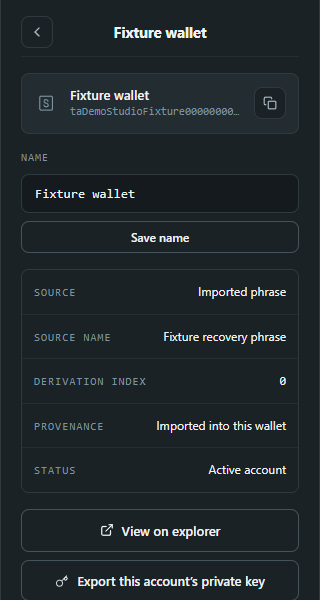 Fixture wallet
S
Fixture wallet
taDemoStudioFixture00000000…
NAME
Fixture wallet
Save name
SOURCE Imported phrase
SOURCE NAME Fixture recovery phrase
DERIVATION INDEX 0
PROVENANCE Imported into this wallet
STATUS Active account
View on explorer
Export this account's private key